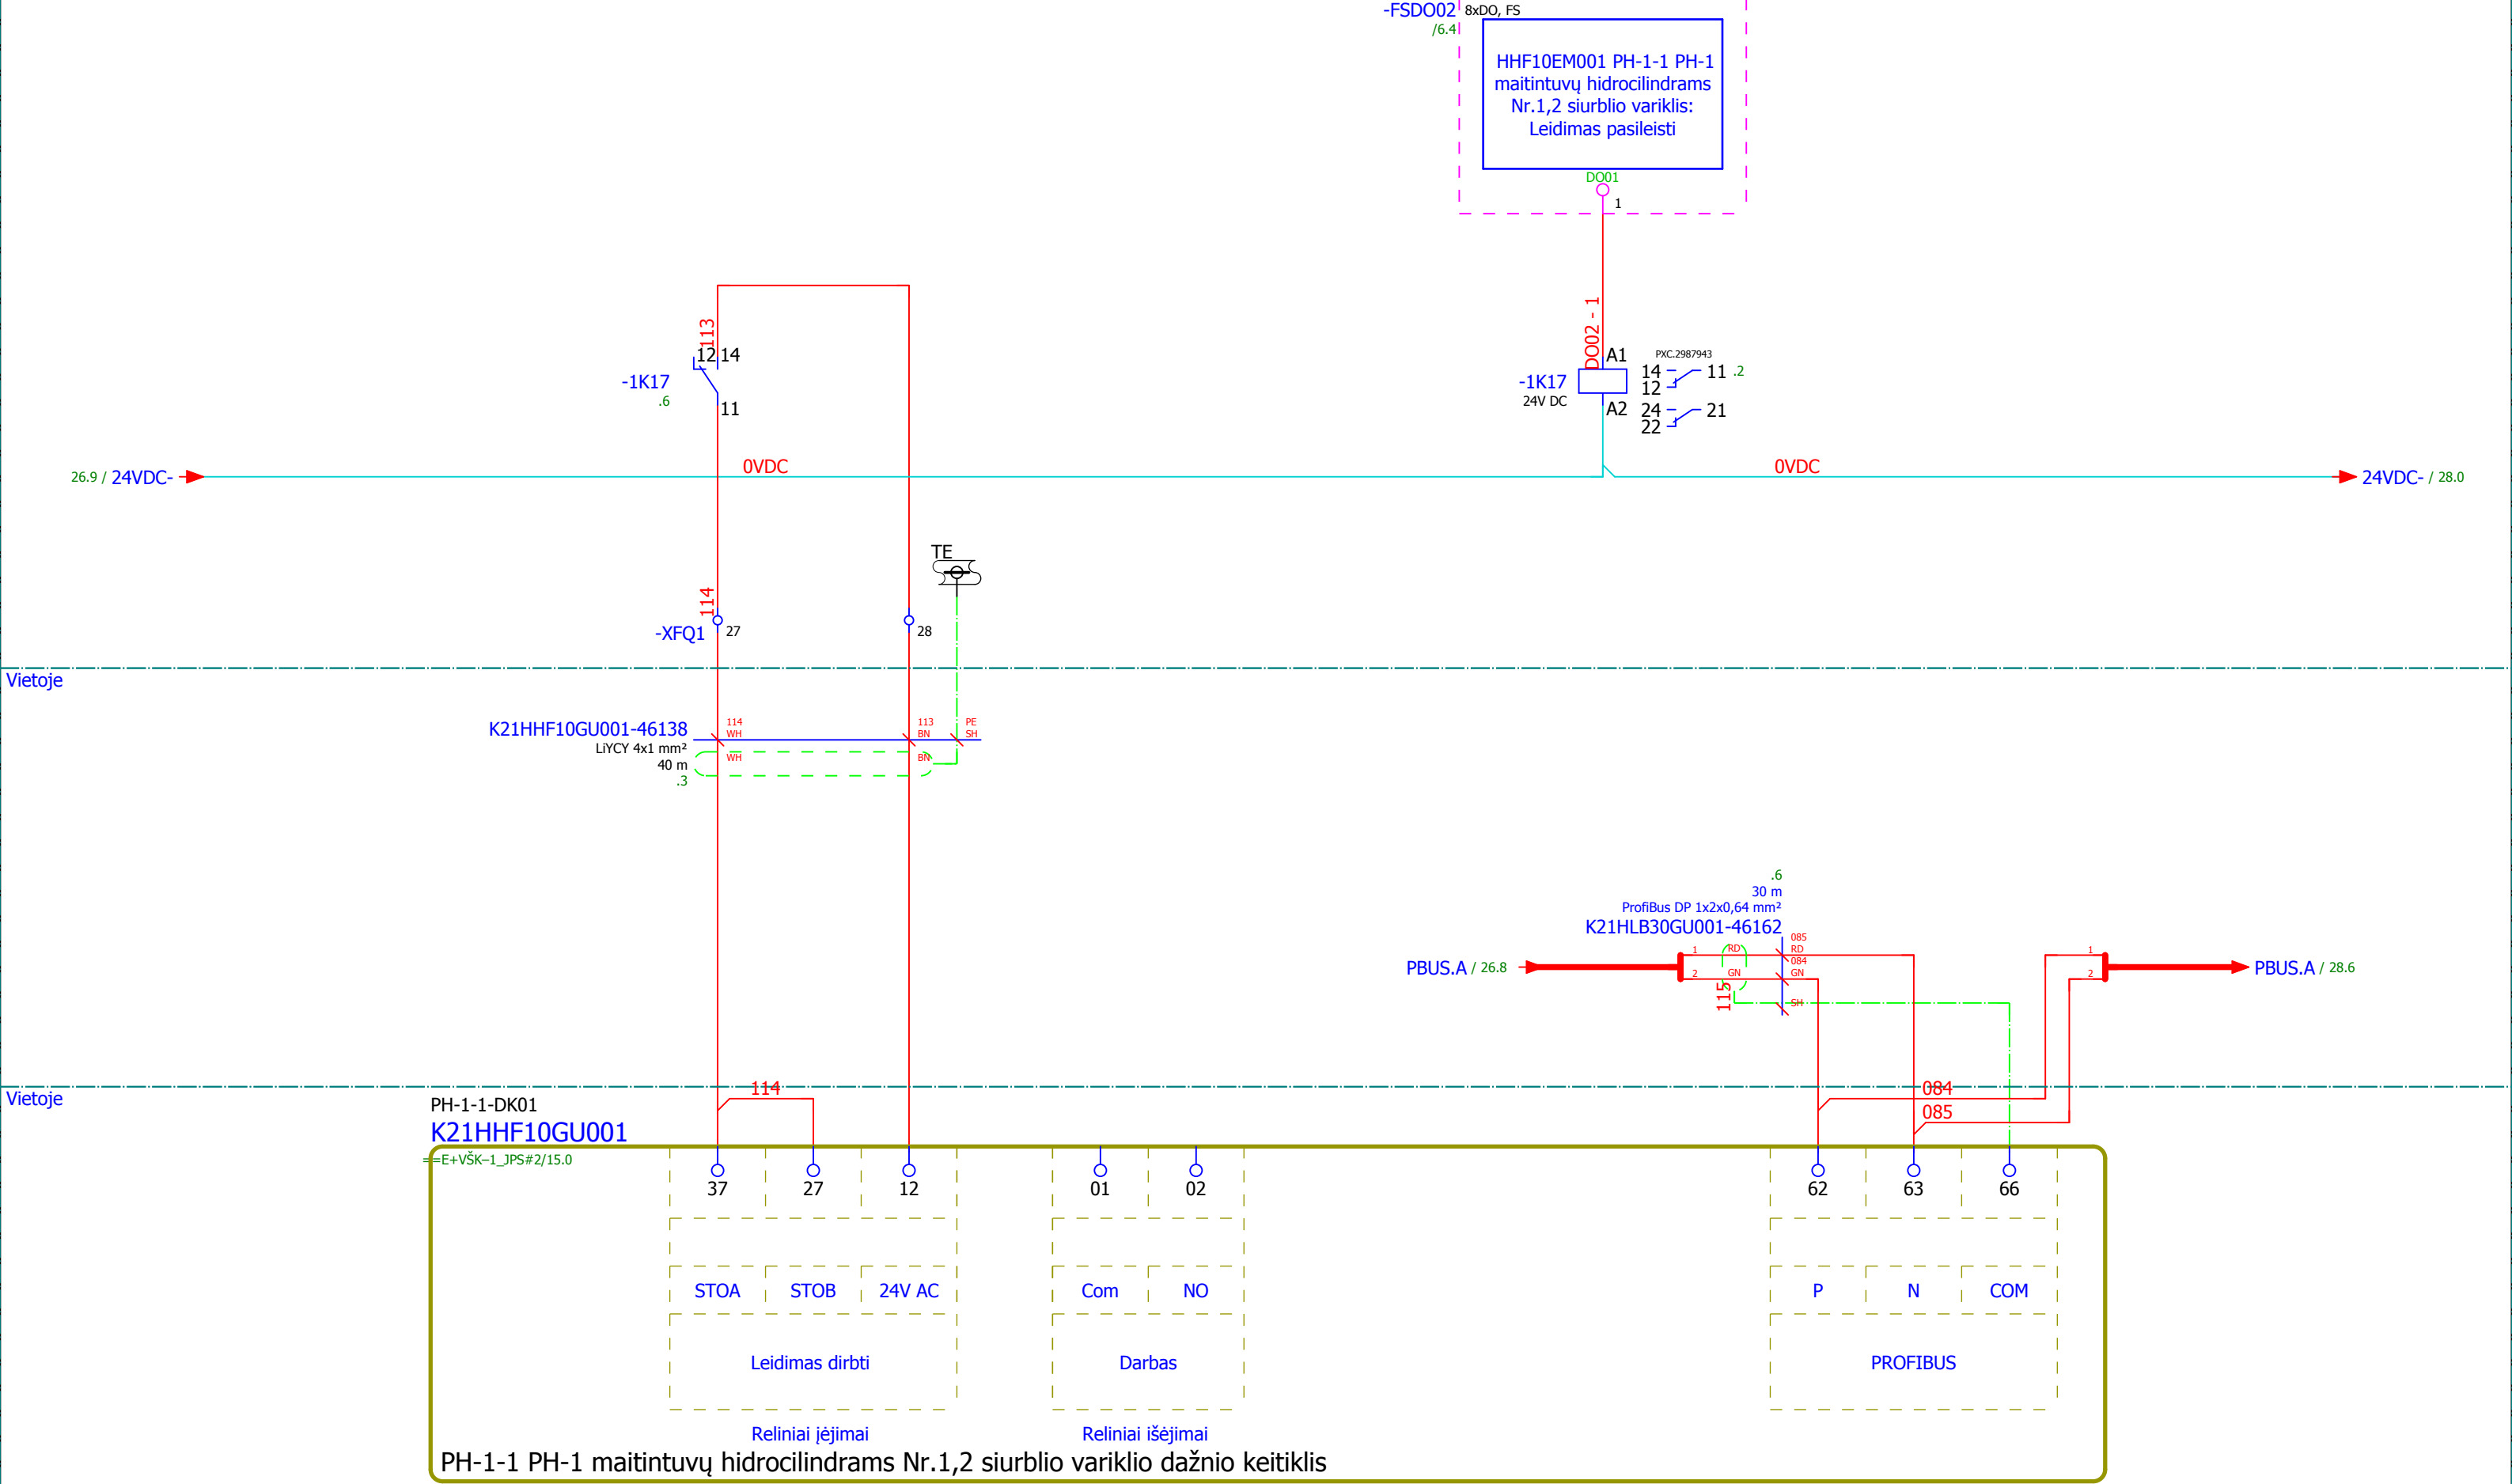 -FSDO02 8xDO, FS
/6.4
HHF10EM001 PH-1-1 PH-1
maitintuvų hidrocilindrams
Nr.1,2 siurblio variklis:
Leidimas pasileisti
DO01
1
113
12 14
-1K17
.6
11
DO02 - 1
A1
-1K17
24V DC
A2
PXC.2987943
14 11 .2
12
24 21
22
26.9 / 24VDC-
0VDC
0VDC
24VDC- / 28.0
TE
114
-XFQ1
27
28
Vietoje
K21HHF10GU001-46138
LiYCY 4x1 mm²
40 m
.3
114
WH
WH
113
BN
BN
PE
SH
.6
30 m
ProfiBus DP 1x2x0,64 mm²
K21HLB30GU001-46162
PBUS.A / 26.8
1 RD
2 GN
085
RD
084
GN
SH
115
1
2
PBUS.A / 28.6
Vietoje
114
084
085
PH-1-1-DK01
K21HHF10GU001
==E+VŠK–1_JPS#2/15.0
37 27 12
01 02
62 63 66
STOA STOB 24V AC
Com NO
P N COM
Leidimas dirbti
Darbas
PROFIBUS
Reliniai įėjimai
Reliniai išėjimai
PH-1-1 PH-1 maitintuvų hidrocilindrams Nr.1,2 siurblio variklio dažnio keitiklis